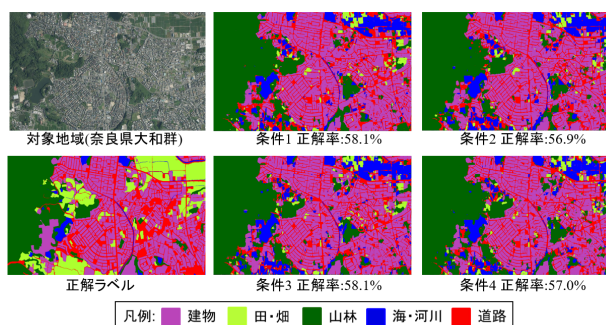 対象地域(奈良県大和群)
条件1 正解率:58.1%
条件2 正解率:56.9%
正解ラベル
条件3 正解率:58.1%
条件4 正解率:57.0%
凡例: 建物 田・畑 山林 海・河川 道路